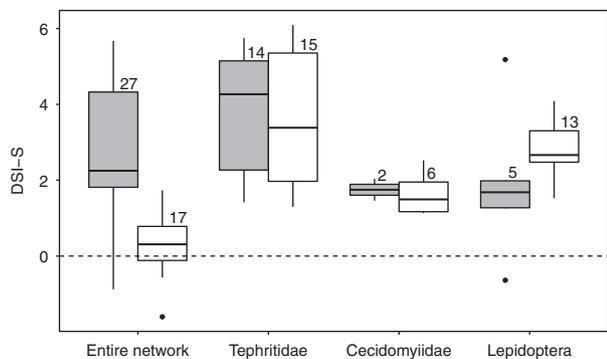 6
4
2
0
DSI–S
27
17
14
15
2
6
5
13
Entire network
Tephritidae
Cecidomyiidae
Lepidoptera